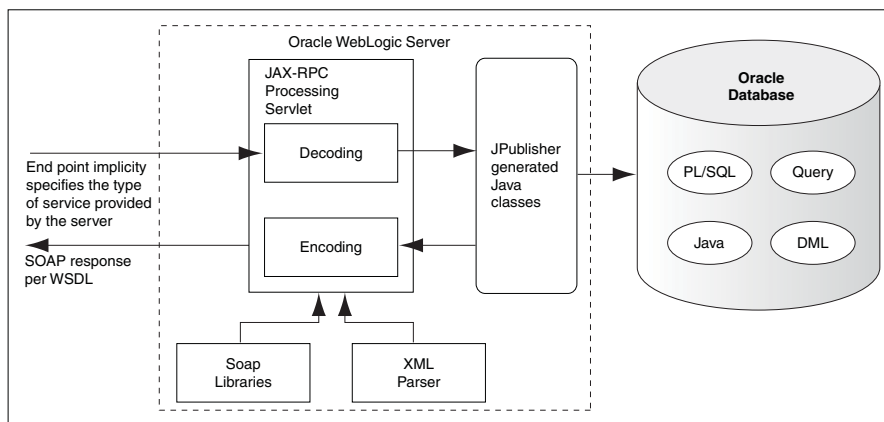 Oracle WebLogic Server
JAX-RPC
Processing
Servlet
Decoding
Encoding
End point implicity
specifies the type
of service provided
by the server
SOAP response
per WSDL
JPublisher
generated
Java
classes
Soap
Libraries
XML
Parser
Oracle
Database
PL/SQL
Query
Java
DML